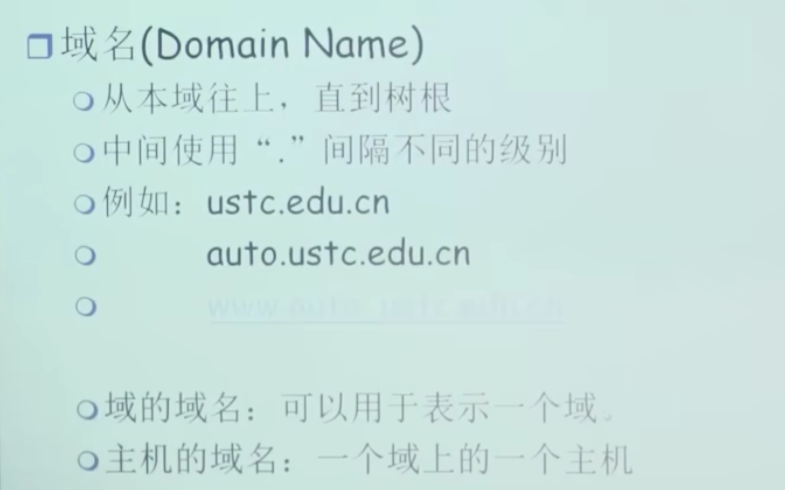 域名(Domain Name)
从本域往上，直到树根
中间使用“.”间隔不同的级别
例如：ustc.edu.cn
auto.ustc.edu.cn
www.auto.ustc.edu.cn
域的域名：可以用于表示一个域。
主机的域名：一个域上的一个主机